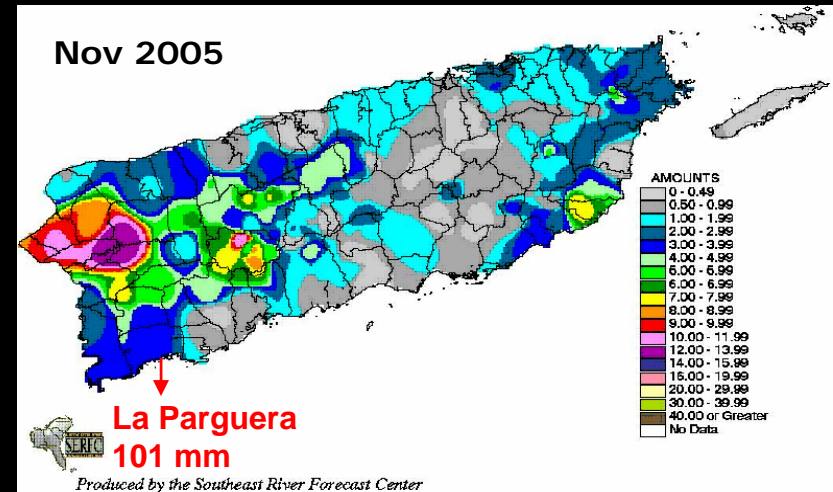 Nov 2005
AMOUNTS
0 - 0.49
0.50 - 0.99
1.00 - 1.99
2.00 - 2.99
3.00 - 3.99
4.00 - 4.99
5.00 - 5.99
6.00 - 6.99
7.00 - 7.99
8.00 - 8.99
9.00 - 9.99
10.00 - 11.99
12.00 - 13.99
14.00 - 15.99
16.00 - 19.99
20.00 - 29.99
30.00 - 39.99
40.00 or Greater
No Data
La Parguera
101 mm
SERFC
Produced by the Southeast River Forecast Center